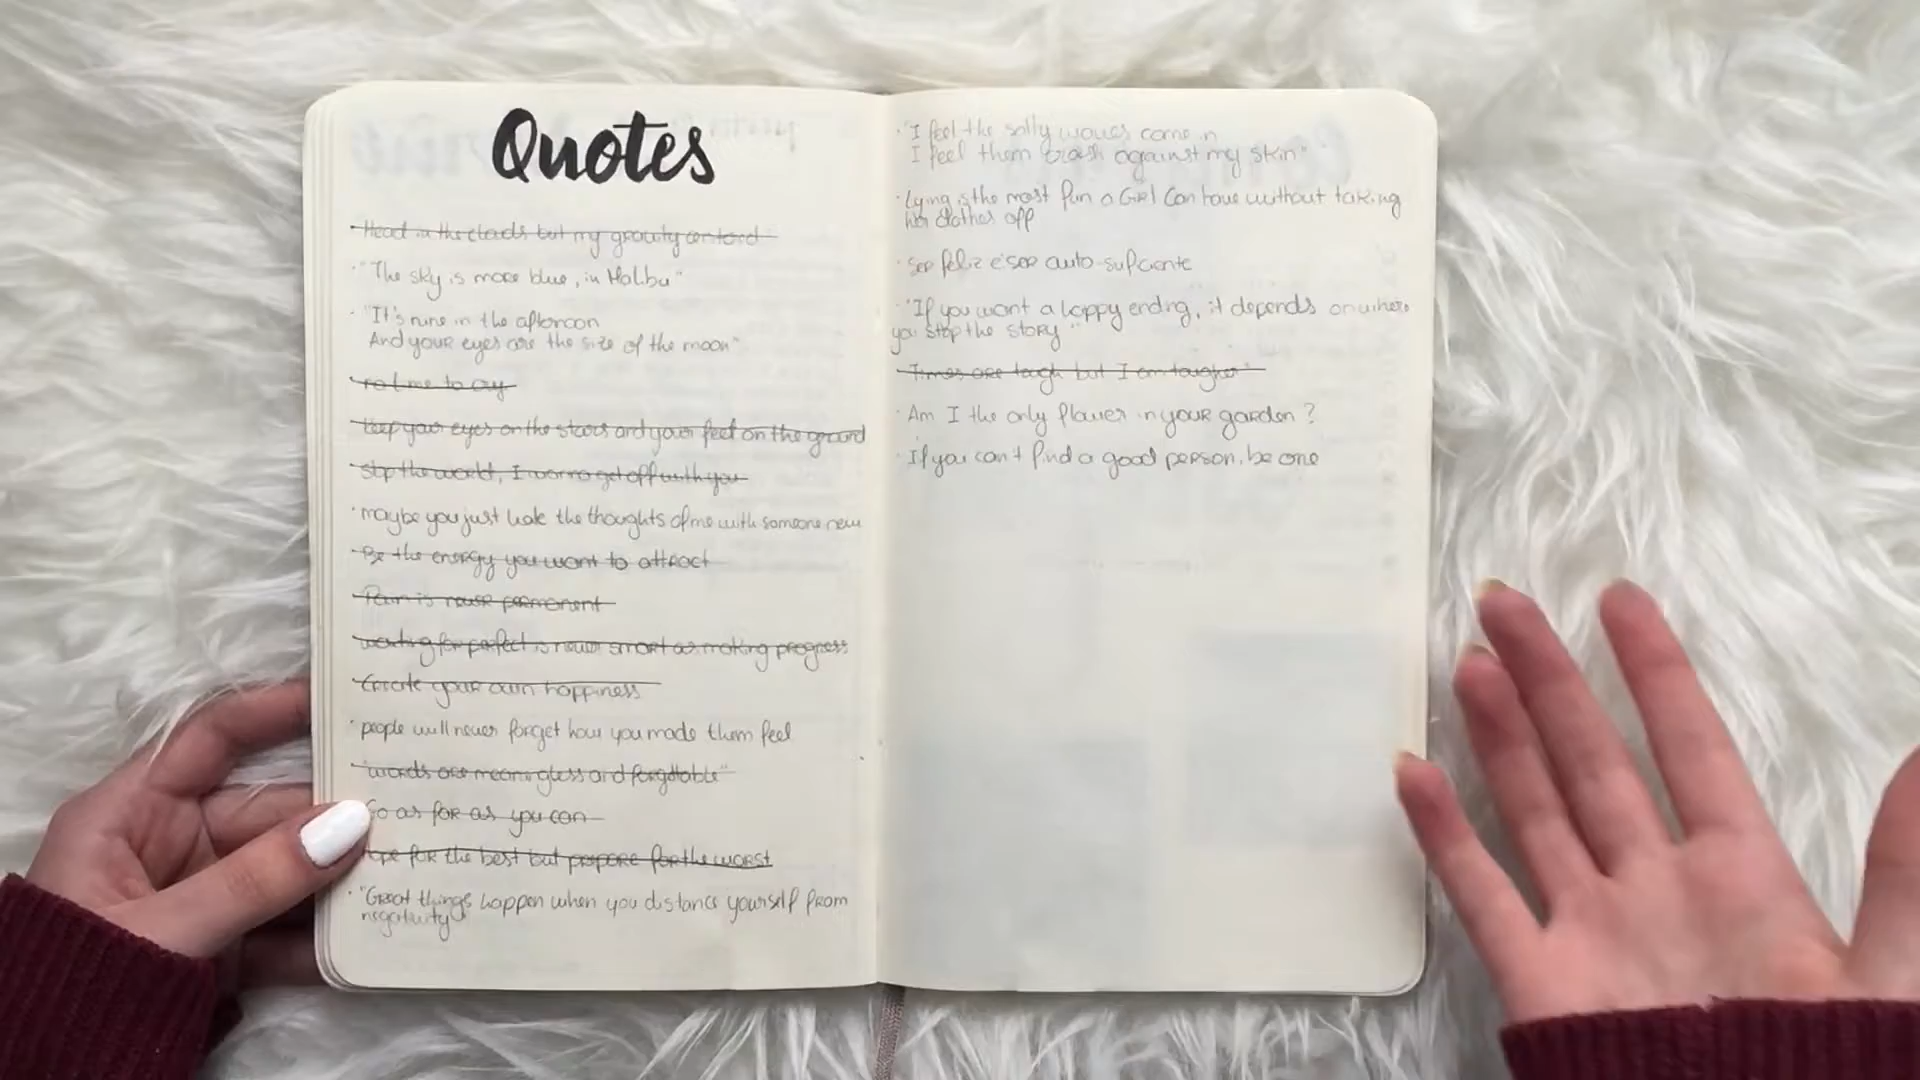 Quotes
· Head in the clouds but my gravity centered
· "The sky is more blue, in Malibu"
· "It's nine in the afternoon
And your eyes are the size of the moon"
me to cry
· Keep your eyes on the stars and your feet on the ground
· Stop the world, I wanna get off with you
· maybe you just hate the thoughts of me with someone new
· Be the energy you want to attract
· Pain is never permanent
· waiting for perfect is never smart as making progress
· Create your own happiness
· people will never forget how you made them feel
· "words are meaningless and forgettable"
Go as far as you can
ope for the best but prepare for the worst
· "Great things happen when you distance yourself from
negativity"
· "I feel the salty waves come in
I feel them crash against my skin"
· Lying is the most fun a Girl Can have without taking
her clothes off
· Ser feliz é ser auto-suficiente
· "If you want a happy ending, it depends on where
you stop the story"
· Times are tough but I am tougher"
· Am I the only flower in your garden?
· If you can't find a good person, be one